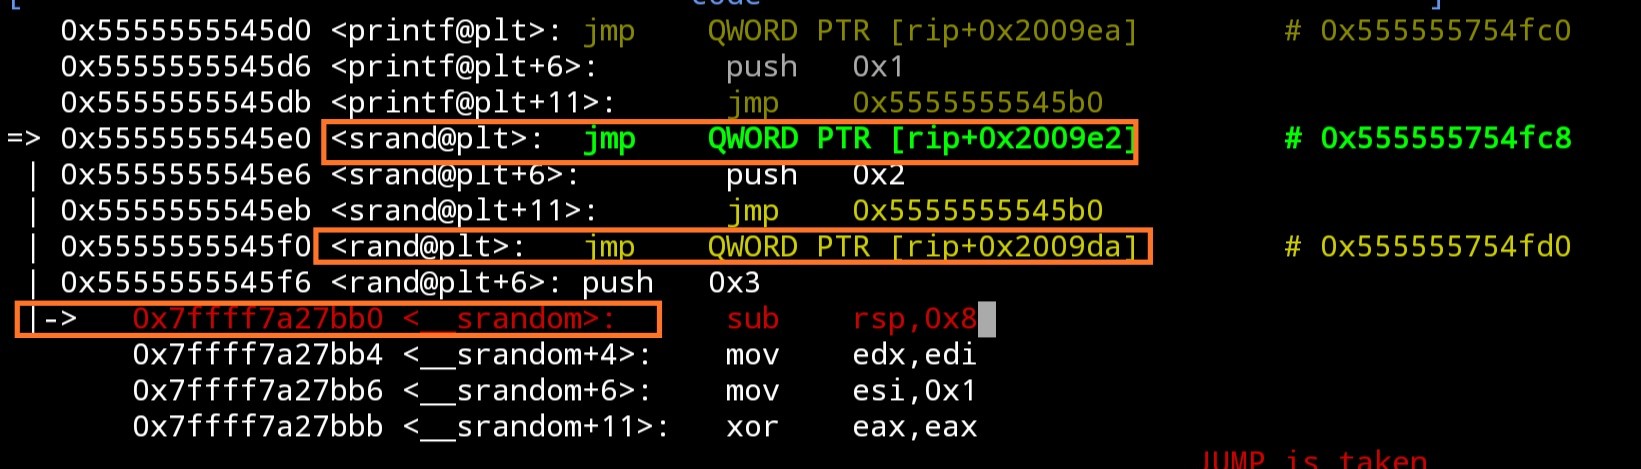 [ code ]
0x5555555545d0 <printf@plt>: jmp QWORD PTR [rip+0x2009ea] # 0x555555754fc0
0x5555555545d6 <printf@plt+6>: push 0x1
0x5555555545db <printf@plt+11>: jmp 0x5555555545b0
=> 0x5555555545e0 <srand@plt>: jmp QWORD PTR [rip+0x2009e2] # 0x555555754fc8
| 0x5555555545e6 <srand@plt+6>: push 0x2
| 0x5555555545eb <srand@plt+11>: jmp 0x5555555545b0
| 0x5555555545f0 <rand@plt>: jmp QWORD PTR [rip+0x2009da] # 0x555555754fd0
| 0x5555555545f6 <rand@plt+6>: push 0x3
|-> 0x7ffff7a27bb0 <__srandom>: sub rsp,0x8
0x7ffff7a27bb4 <__srandom+4>: mov edx,edi
0x7ffff7a27bb6 <__srandom+6>: mov esi,0x1
0x7ffff7a27bbb <__srandom+11>: xor eax,eax
JUMP is taken